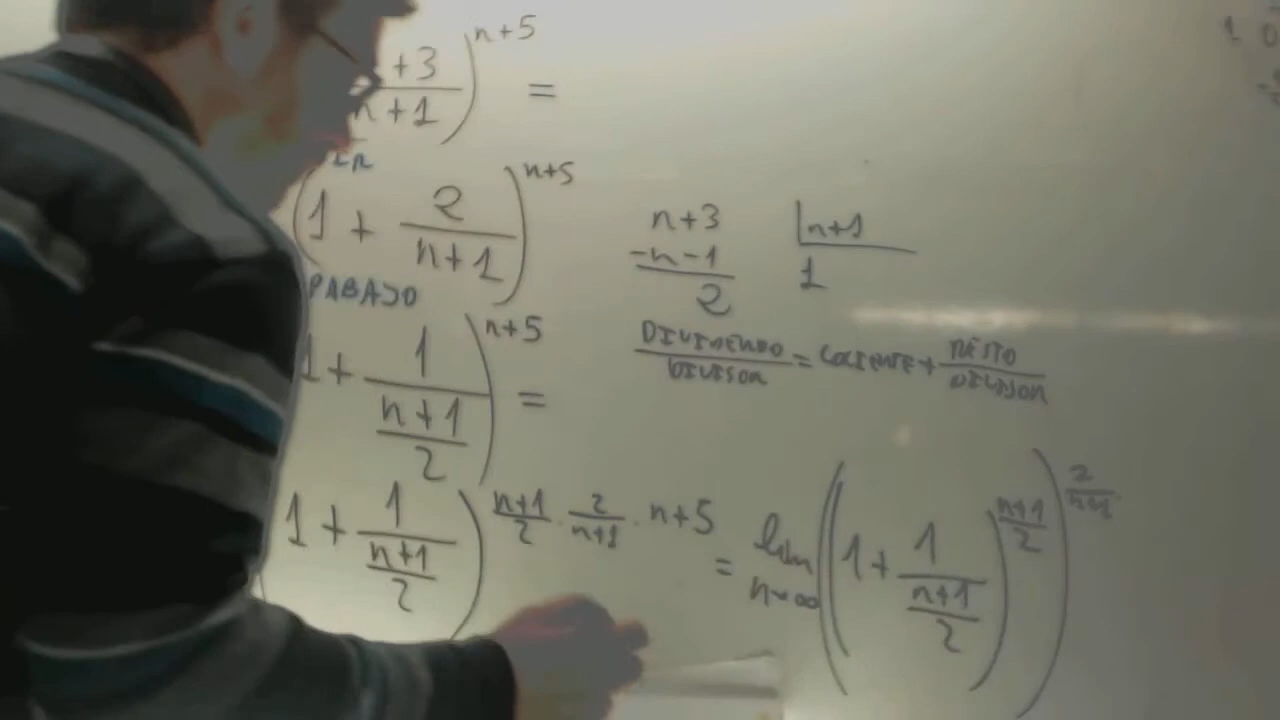 +3/n+1)^n+5 =
(1 + 2/n+1)^n+5
PABAJO
1 + 1/(n+1/2))^n+5 =
1 + 1/(n+1/2))^n+1/2 · 2/n+1 · n+5
n+3 |n+1
-n-1 1
2
DIVIDENDO/DIVISOR = COCIENTE + RESTO/DIVISOR
= lim n→∞ ((1 + 1/(n+1/2))^n+1/2)^2/n+1
1 0